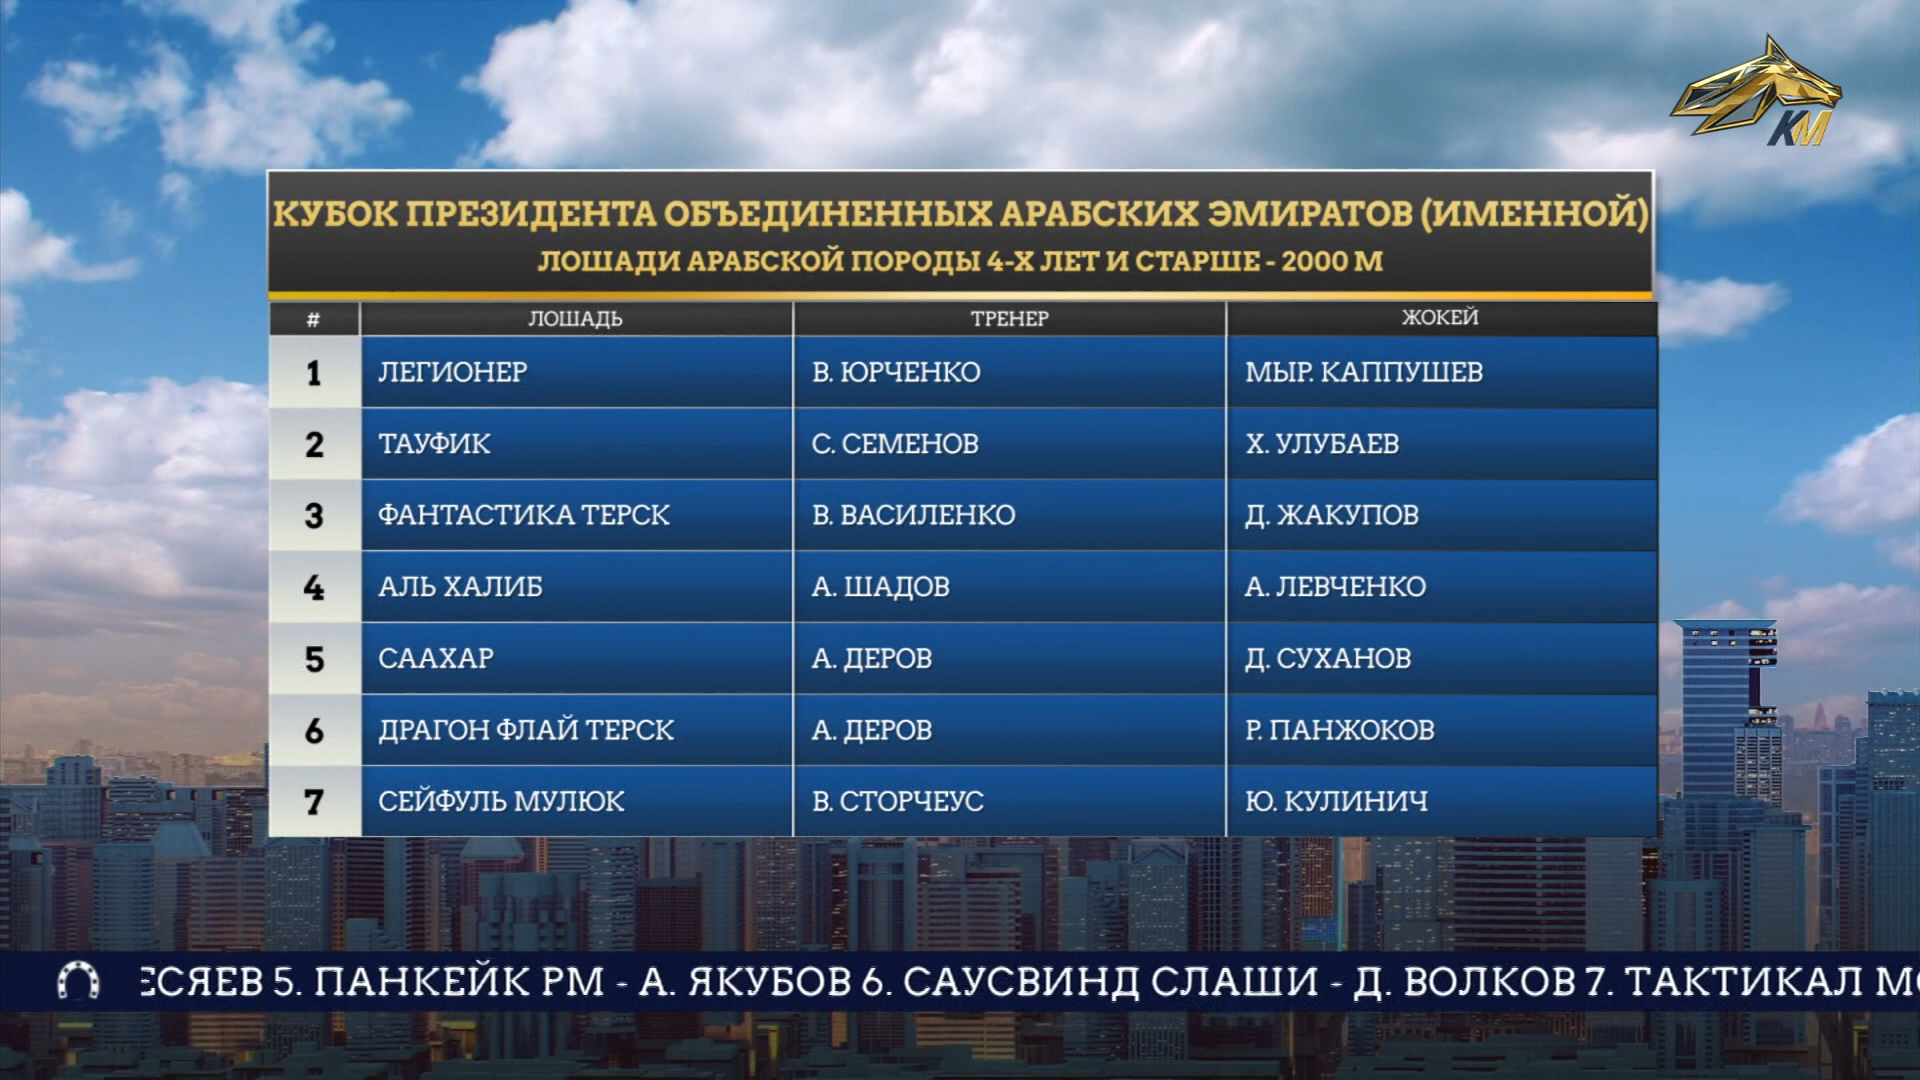 КМ
КУБОК ПРЕЗИДЕНТА ОБЪЕДИНЕННЫХ АРАБСКИХ ЭМИРАТОВ (ИМЕННОЙ)
ЛОШАДИ АРАБСКОЙ ПОРОДЫ 4-Х ЛЕТ И СТАРШЕ - 2000 М
# ЛОШАДЬ ТРЕНЕР ЖОКЕЙ
1 ЛЕГИОНЕР В. ЮРЧЕНКО МЫР. КАППУШЕВ
2 ТАУФИК С. СЕМЕНОВ Х. УЛУБАЕВ
3 ФАНТАСТИКА ТЕРСК В. ВАСИЛЕНКО Д. ЖАКУПОВ
4 АЛЬ ХАЛИБ А. ШАДОВ А. ЛЕВЧЕНКО
5 СААХАР А. ДЕРОВ Д. СУХАНОВ
6 ДРАГОН ФЛАЙ ТЕРСК А. ДЕРОВ Р. ПАНЖОКОВ
7 СЕЙФУЛЬ МУЛЮК В. СТОРЧЕУС Ю. КУЛИНИЧ
ЕСЯЕВ 5. ПАНКЕЙК РМ - А. ЯКУБОВ 6. САУСВИНД СЛАШИ - Д. ВОЛКОВ 7. ТАКТИКАЛ